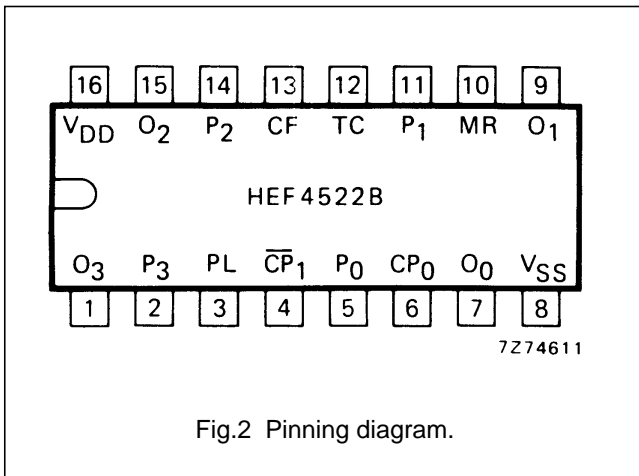 16 15 14 13 12 11 10 9
VDD O2 P2 CF TC P1 MR O1
HEF4522B
O3 P3 PL C̅P̅1 P0 CP0 O0 VSS
1 2 3 4 5 6 7 8
7Z74611
Fig.2 Pinning diagram.